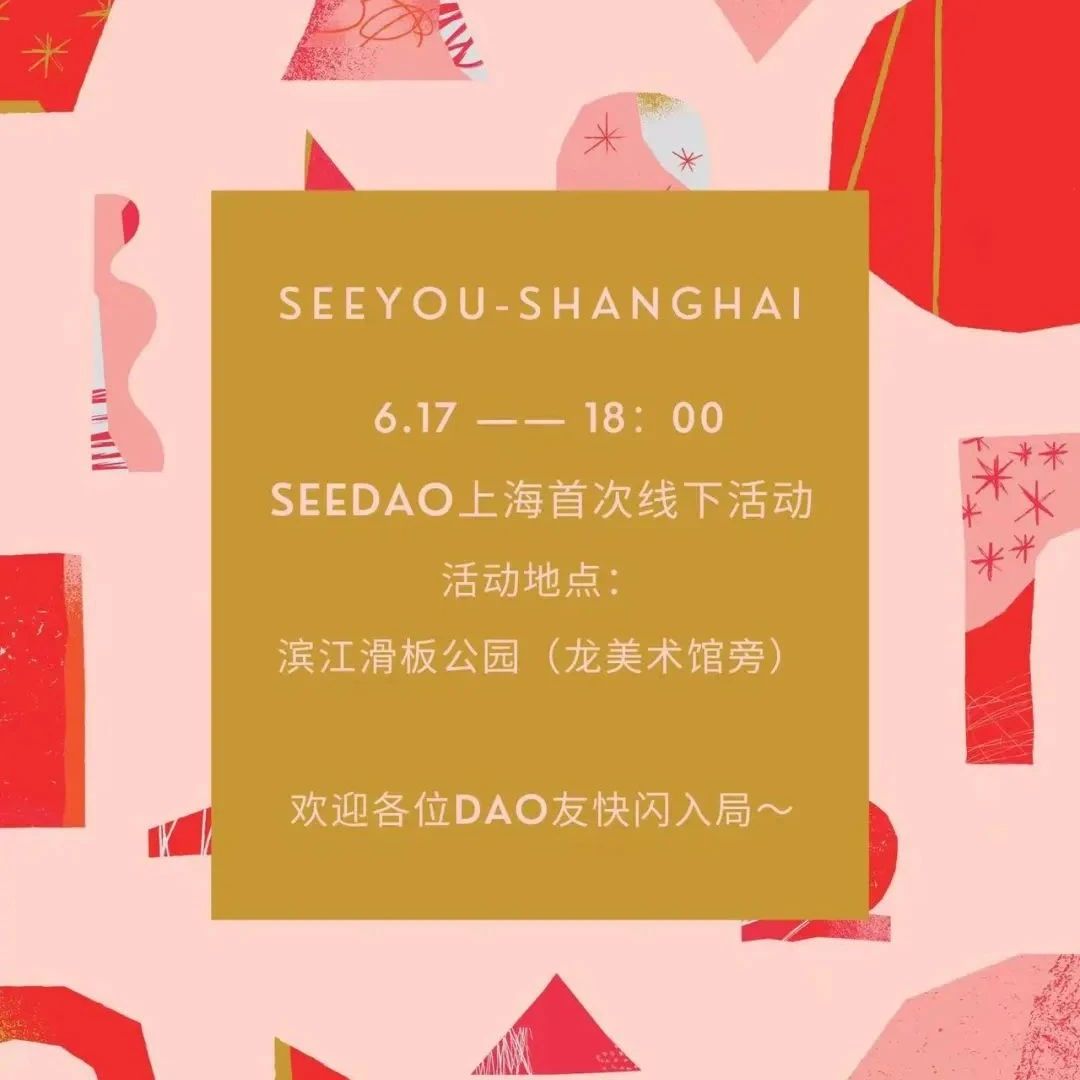 SEEYOU-SHANGHAI
6.17 —— 18：00
SEEDAO上海首次线下活动
活动地点：
滨江滑板公园（龙美术馆旁）
欢迎各位DAO友快闪入局～